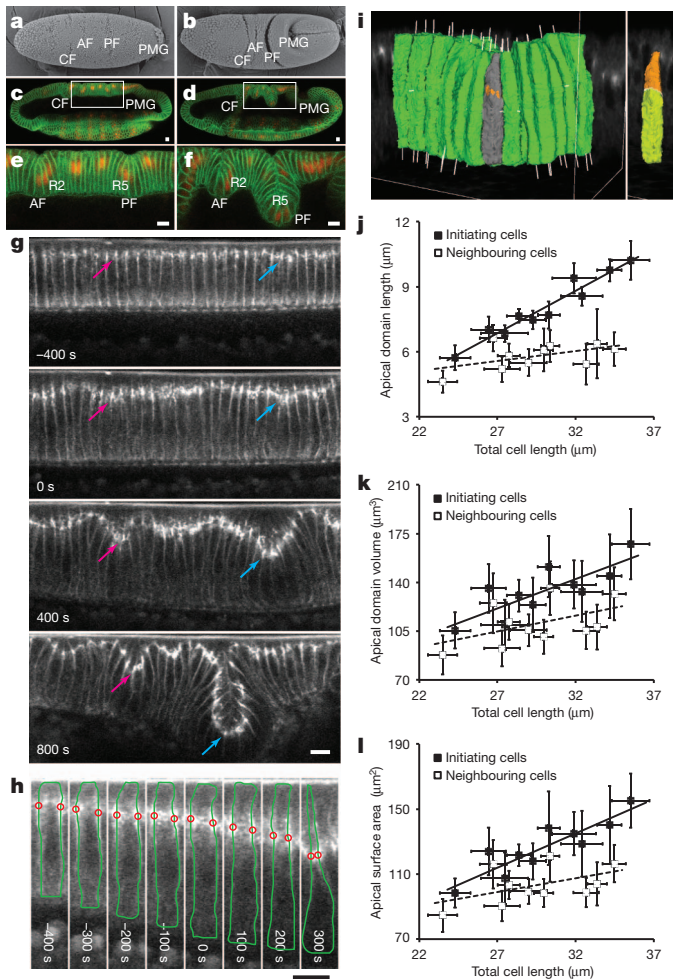 a
AF PF PMG
CF
b
AF PMG
CF PF
c
CF PMG
d
CF PMG
e
R2 R5
AF PF
f
R2
R5
AF PF
g
–400 s
0 s
400 s
800 s
h
–400 s
–300 s
–200 s
–100 s
0 s
100 s
200 s
300 s
i
j
Initiating cells
Neighbouring cells
Apical domain length (μm)
12
9
6
3
22 27 32 37
Total cell length (μm)
k
Initiating cells
Neighbouring cells
Apical domain volume (μm³)
210
175
140
105
70
22 27 32 37
Total cell length (μm)
l
Initiating cells
Neighbouring cells
Apical surface area (μm²)
190
150
110
70
22 27 32 37
Total cell length (μm)